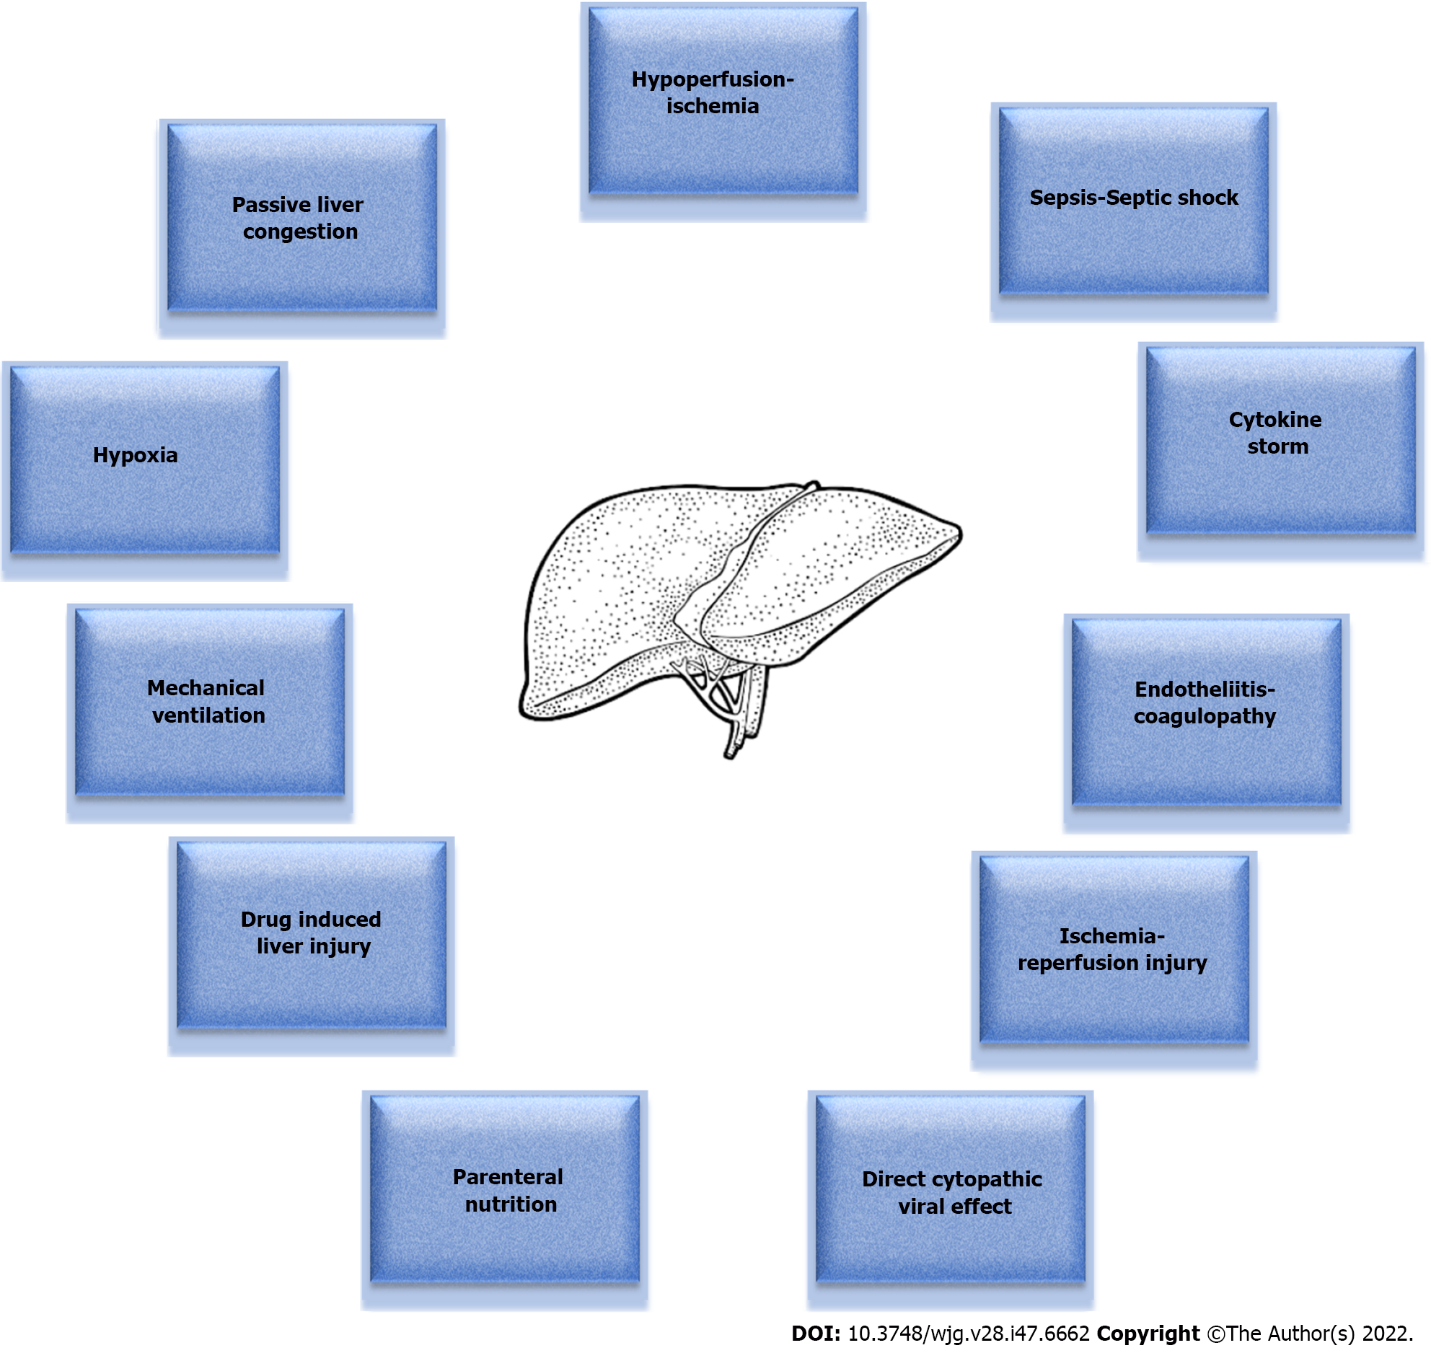 Hypoperfusion-
ischemia
Sepsis-Septic shock
Passive liver
congestion
Cytokine
storm
Hypoxia
Mechanical
ventilation
Endotheliitis-
coagulopathy
Drug induced
liver injury
Ischemia-
reperfusion injury
Parenteral
nutrition
Direct cytopathic
viral effect
DOI: 10.3748/wjg.v28.i47.6662 Copyright ©The Author(s) 2022.